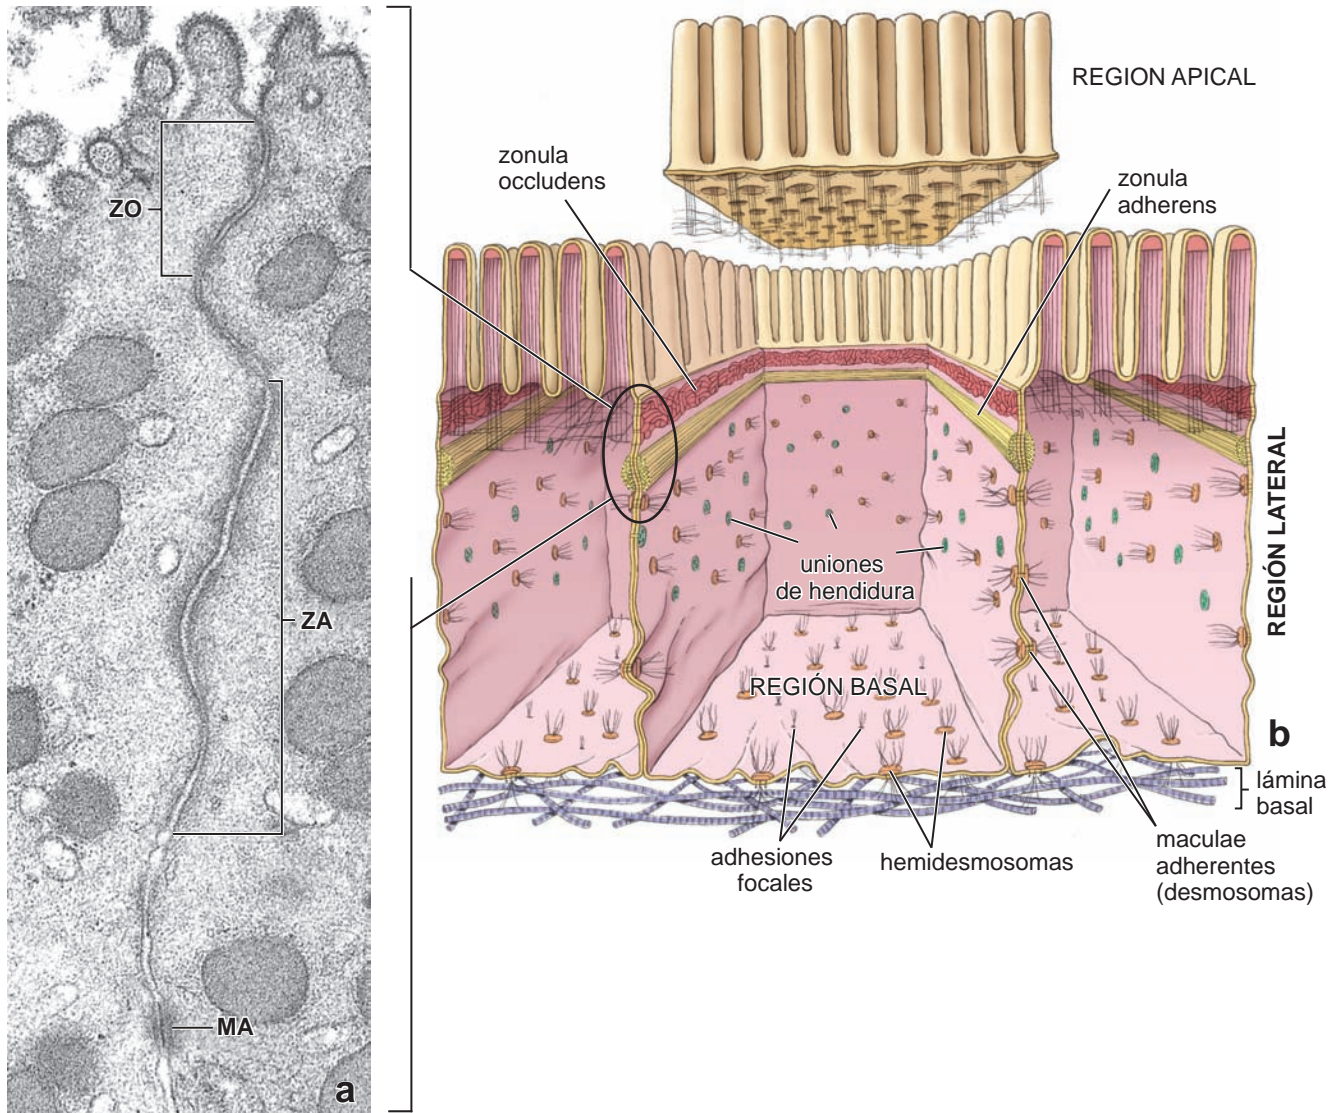 ZO
ZA
MA
a
REGION APICAL
zonula
occludens
zonula
adherens
uniones
de hendidura
REGIÓN LATERAL
REGIÓN BASAL
b
lámina
basal
adhesiones
focales
hemidesmosomas
maculae
adherentes
(desmosomas)